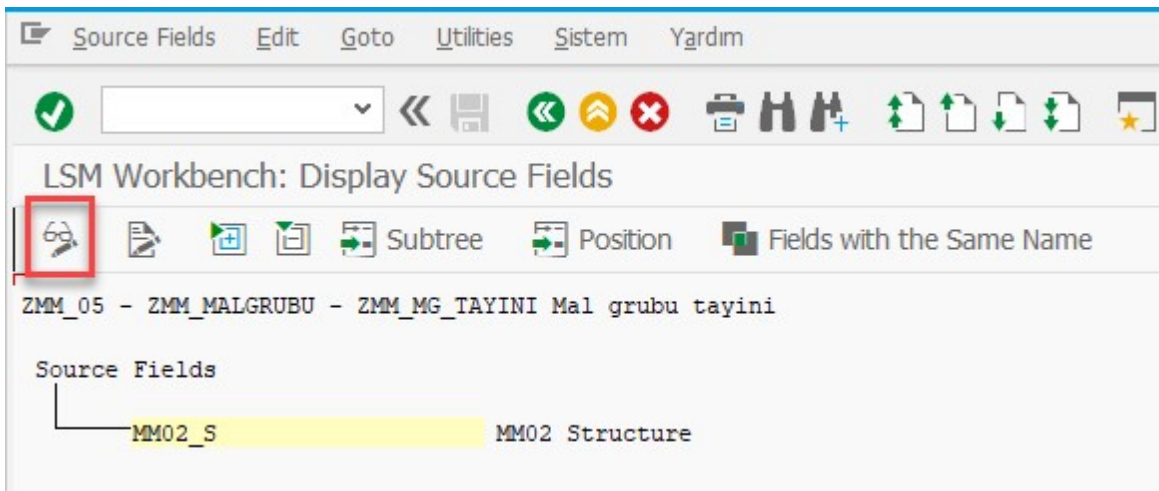 Source Fields Edit Goto Utilities Sistem Yardım
LSM Workbench: Display Source Fields
Subtree Position Fields with the Same Name
ZMM_05 - ZMM_MALGRUBU - ZMM_MG_TAYINI Mal grubu tayini
Source Fields
MM02_S MM02 Structure